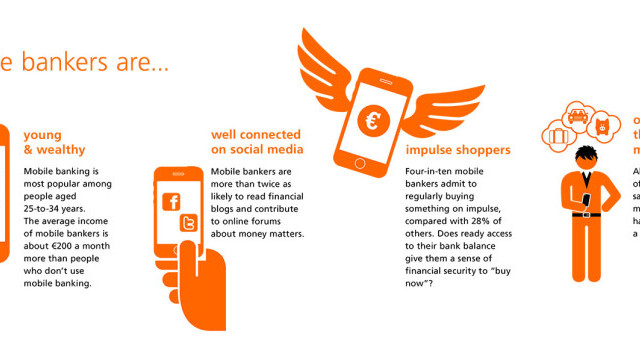 e bankers are...
young
& wealthy
Mobile banking is
most popular among
people aged
25-to-34 years.
The average income
of mobile bankers is
about €200 a month
more than people
who don't use
mobile banking.
well connected
on social media
Mobile bankers are
more than twice as
likely to read financial
blogs and contribute
to online forums
about money matters.
€
impulse shoppers
Four-in-ten mobile
bankers admit to
regularly buying
something on impulse,
compared with 28% of
others. Does ready access
to their bank balance
give them a sense of
financial security to “buy
now”?